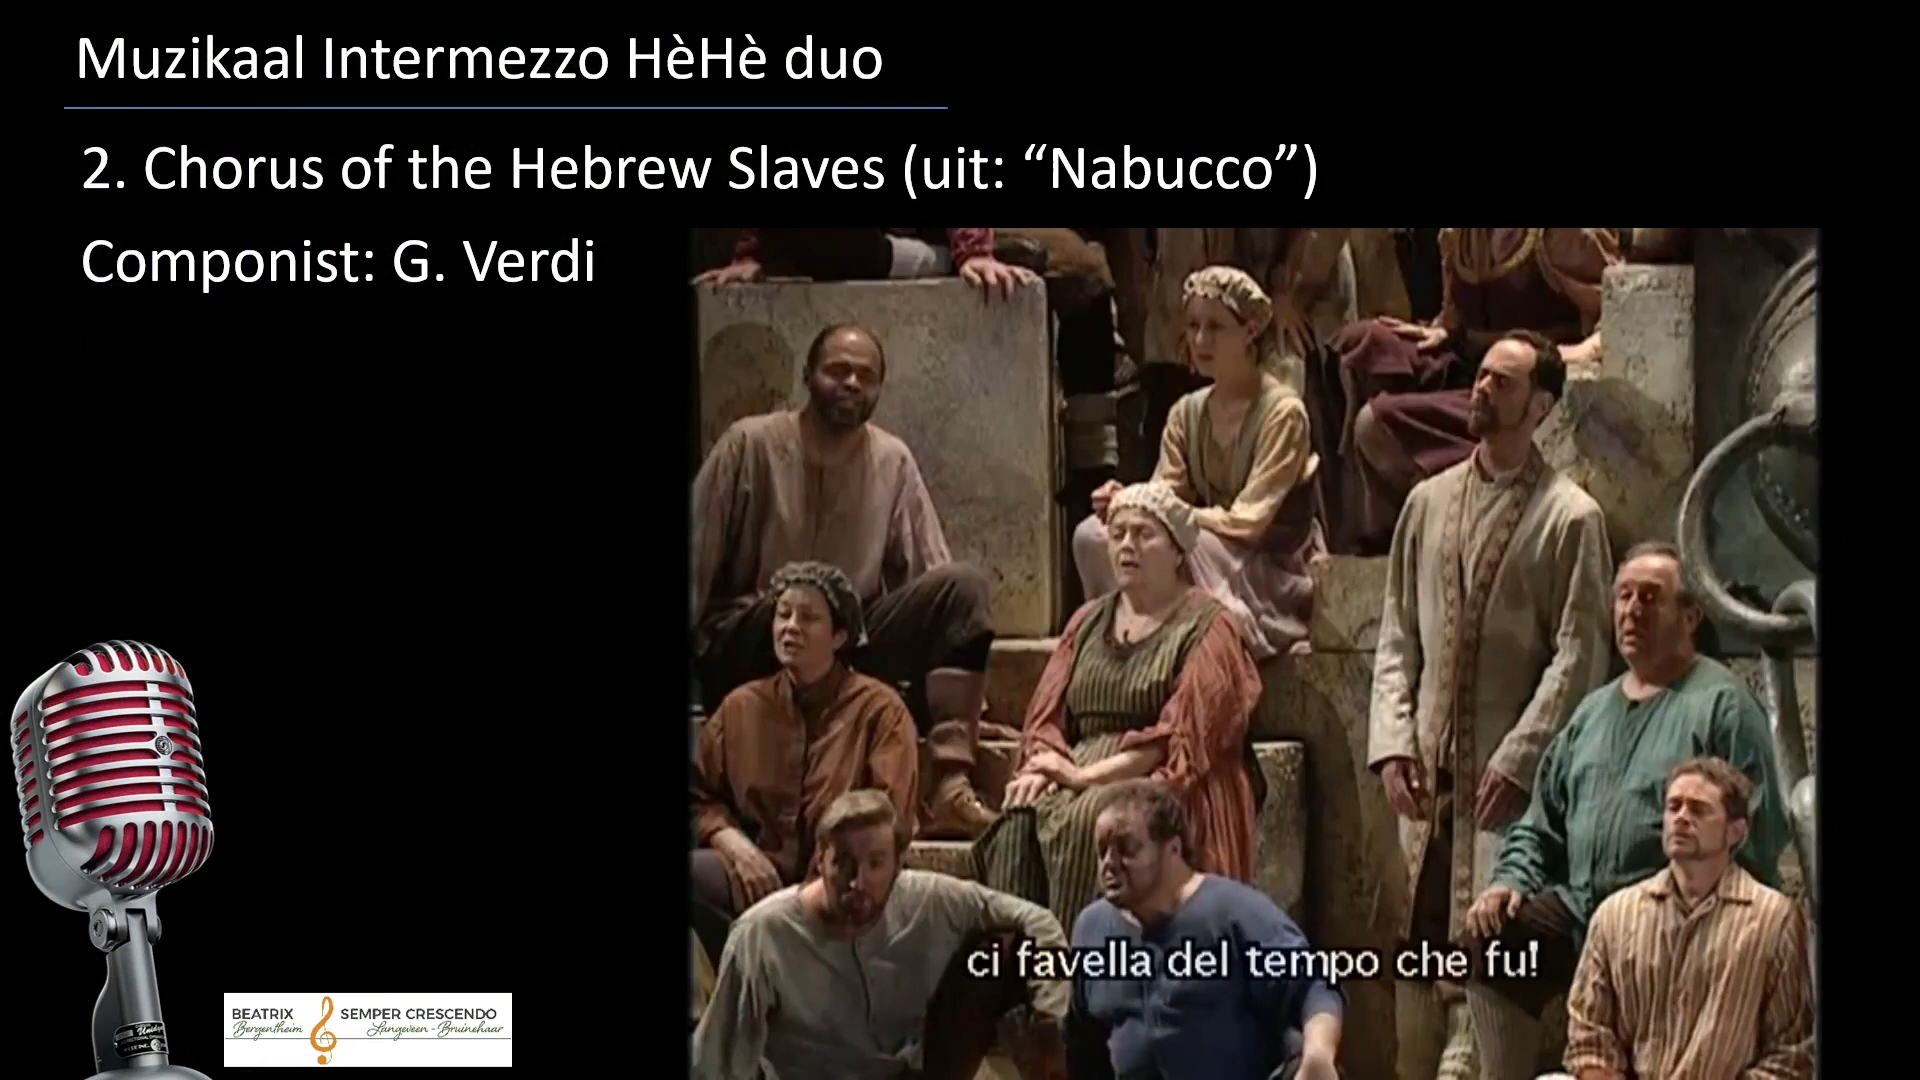 Muzikaal Intermezzo HèHè duo
2. Chorus of the Hebrew Slaves (uit: “Nabucco”)
Componist: G. Verdi
ci favella del tempo che fu!
BEATRIX
Bergentheim
SEMPER CRESCENDO
Langeveen - Bruinehaar